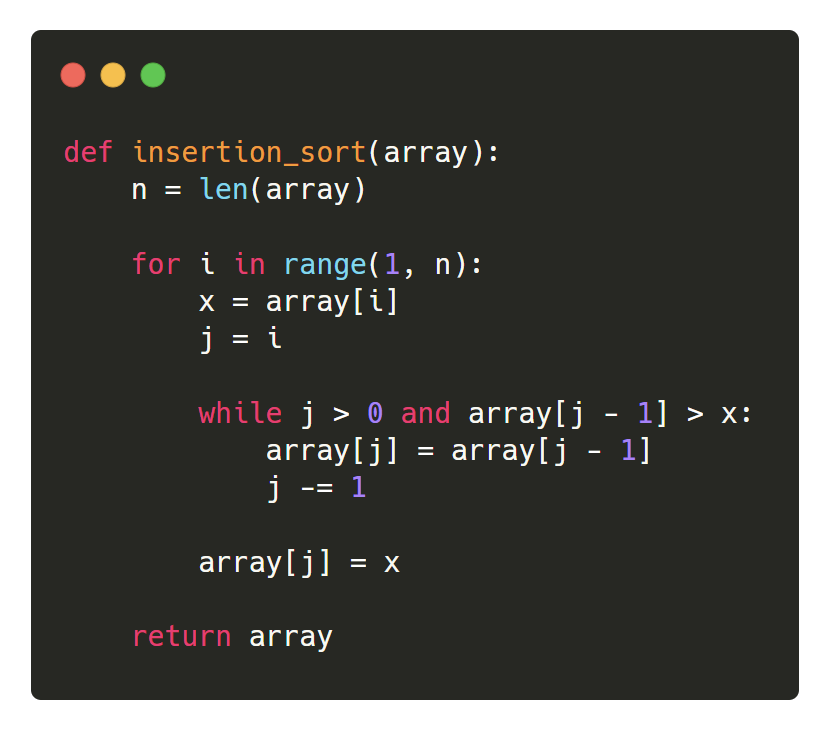 def insertion_sort(array):
    n = len(array)

    for i in range(1, n):
        x = array[i]
        j = i

        while j > 0 and array[j - 1] > x:
            array[j] = array[j - 1]
            j -= 1

        array[j] = x

    return array